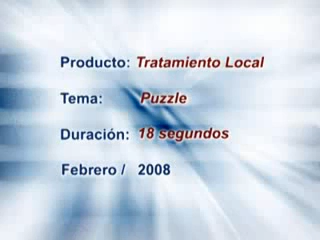 Producto: Tratamiento Local
Tema: Puzzle
Duración: 18 segundos
Febrero / 2008